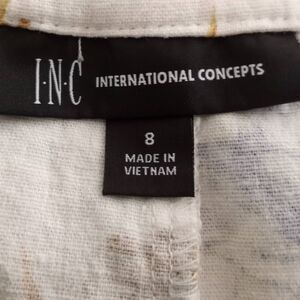 I·N·C INTERNATIONAL CONCEPTS
8
MADE IN
VIETNAM